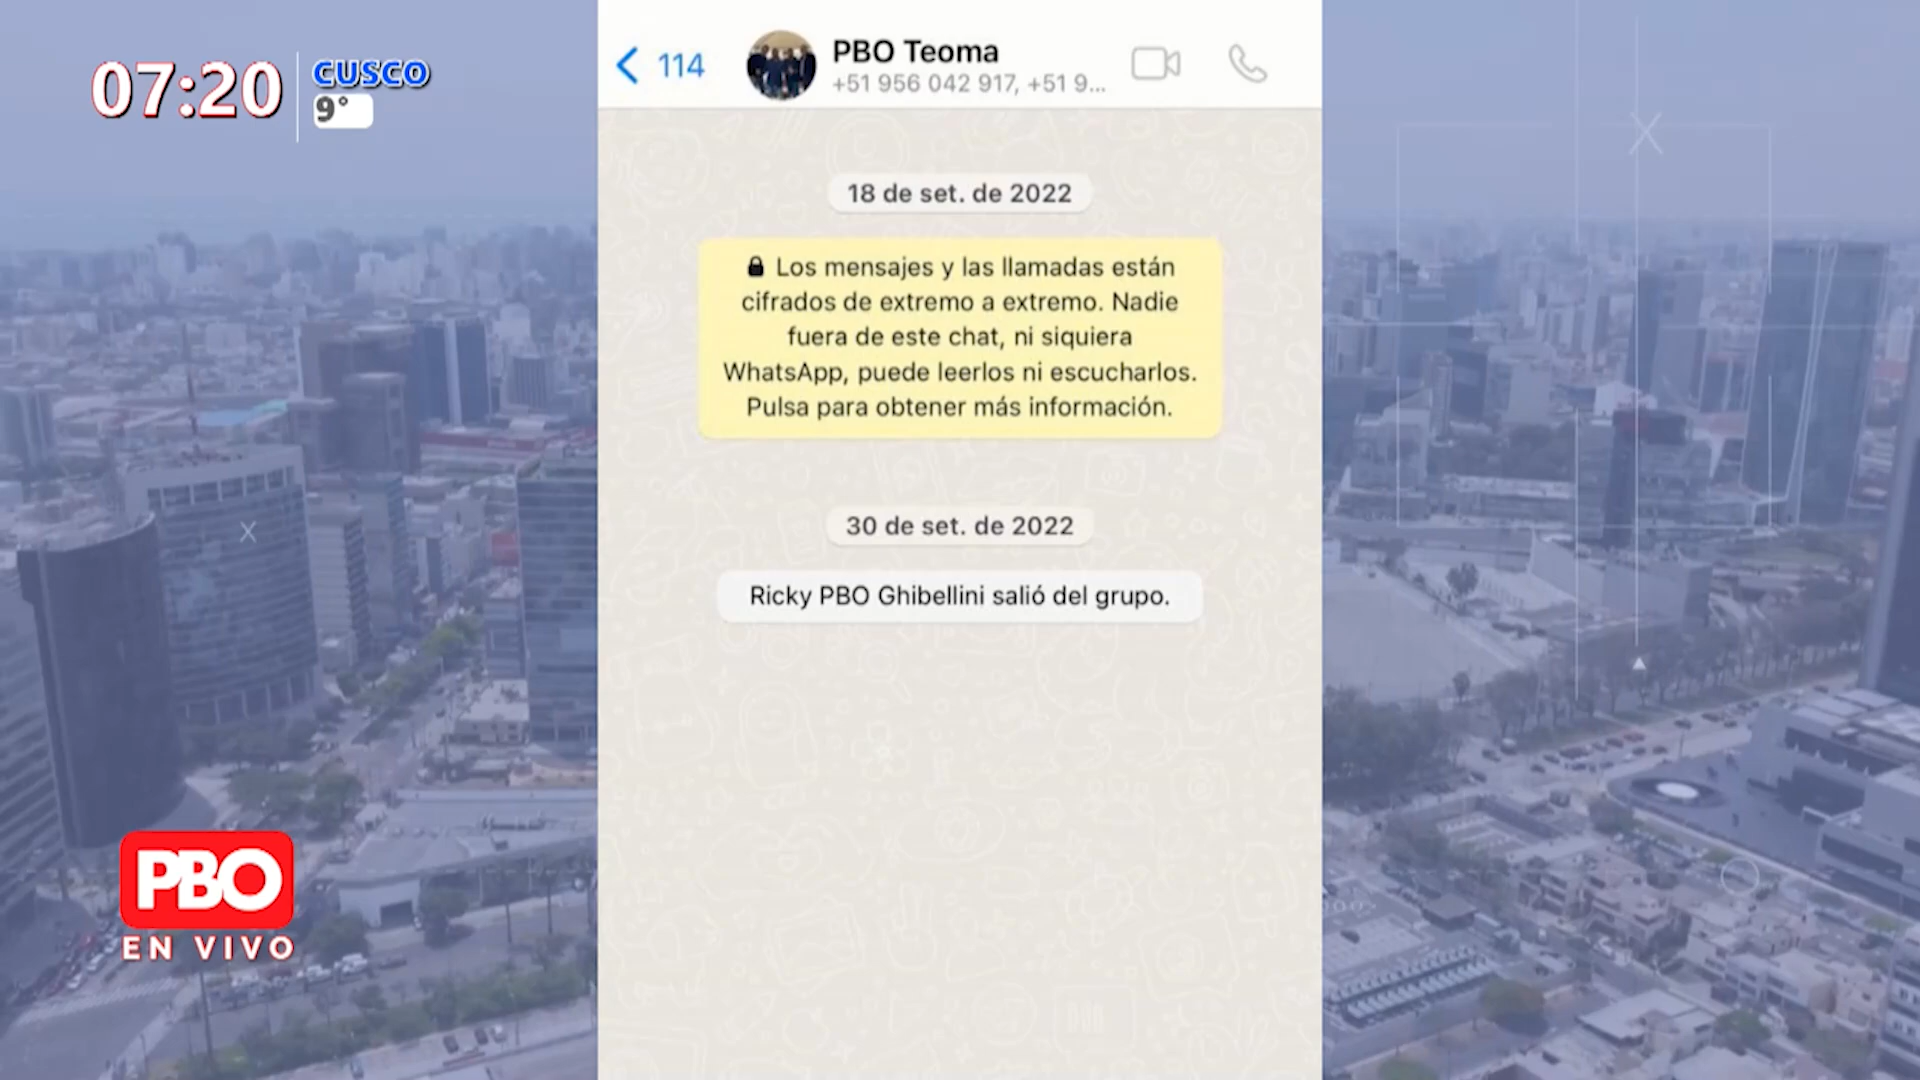 07:20
CUSCO
9°
114
PBO Teoma
+51 956 042 917, +51 9...
18 de set. de 2022
Los mensajes y las llamadas están
cifrados de extremo a extremo. Nadie
fuera de este chat, ni siquiera
WhatsApp, puede leerlos ni escucharlos.
Pulsa para obtener más información.
30 de set. de 2022
Ricky PBO Ghibellini salió del grupo.
PBO
EN VIVO